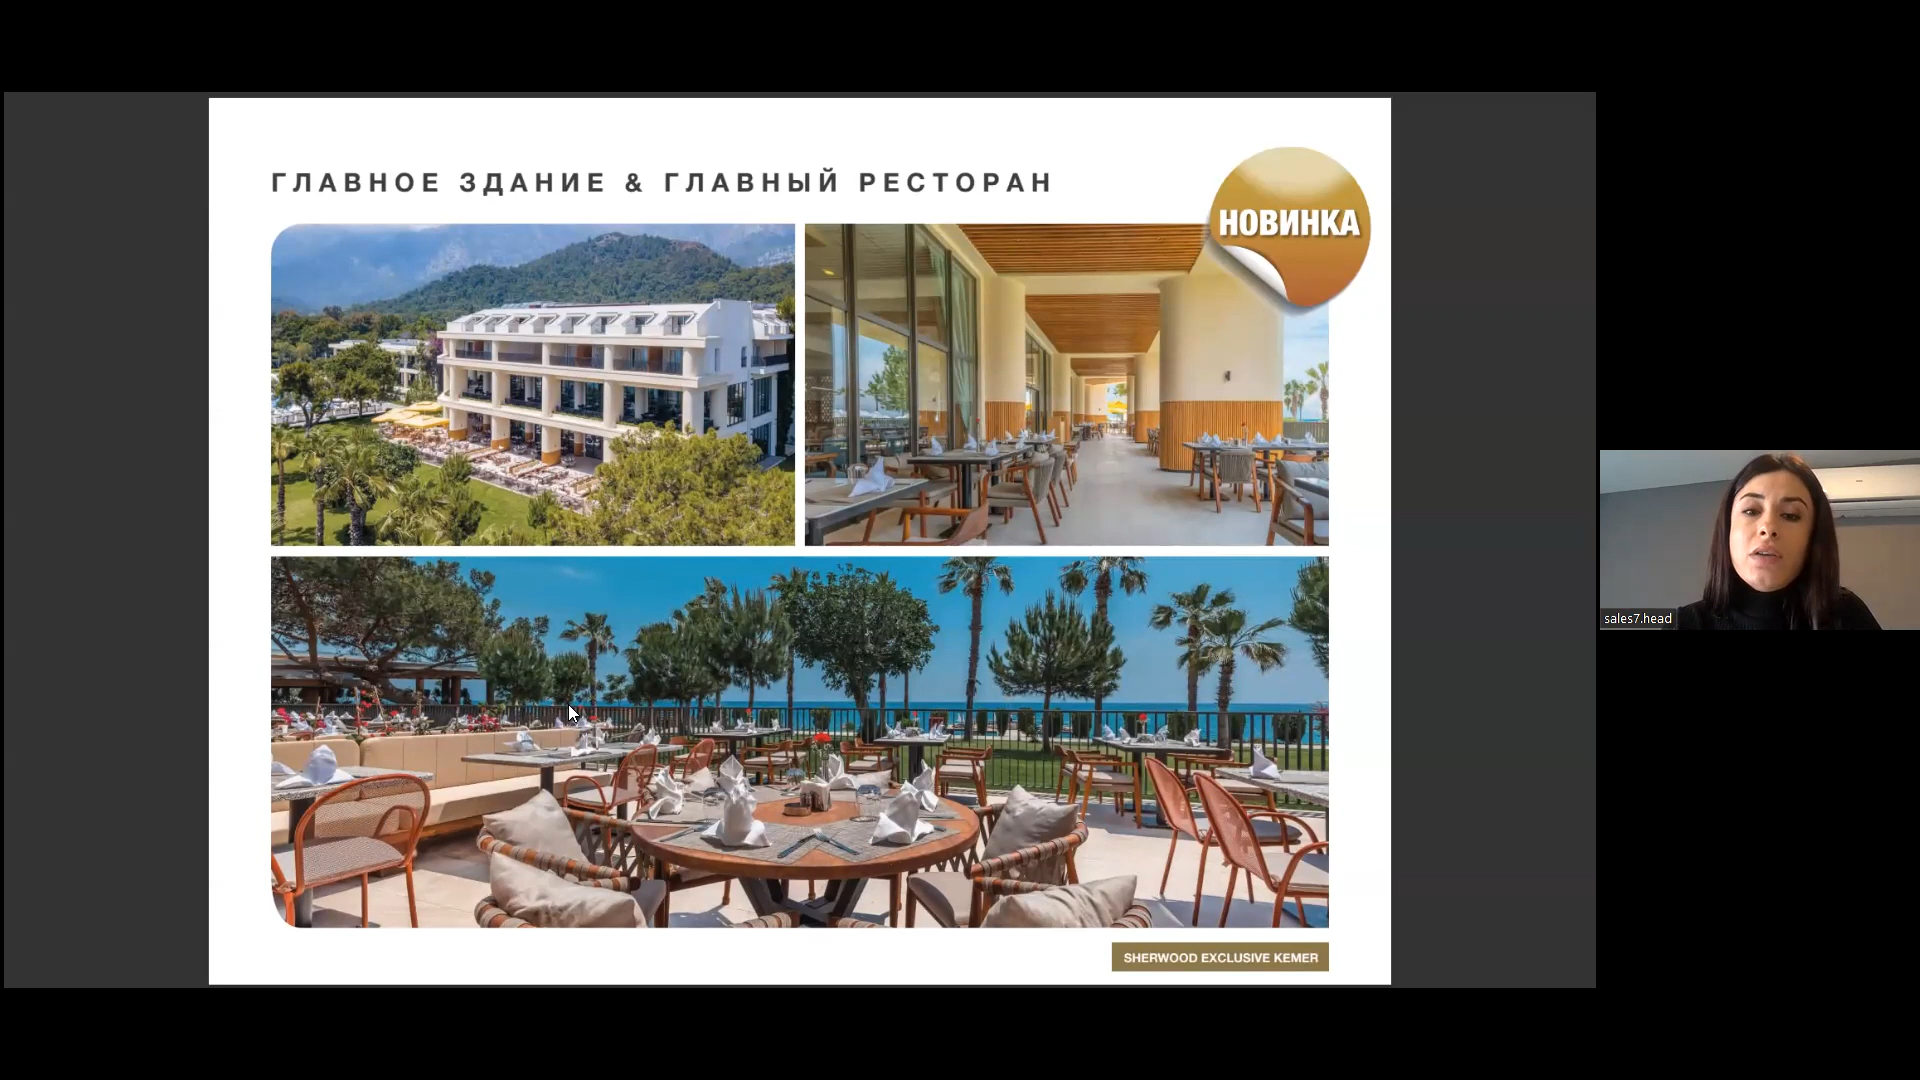 ГЛАВНОЕ ЗДАНИЕ & ГЛАВНЫЙ РЕСТОРАН
НОВИНКА
sales7.head
SHERWOOD EXCLUSIVE KEMER